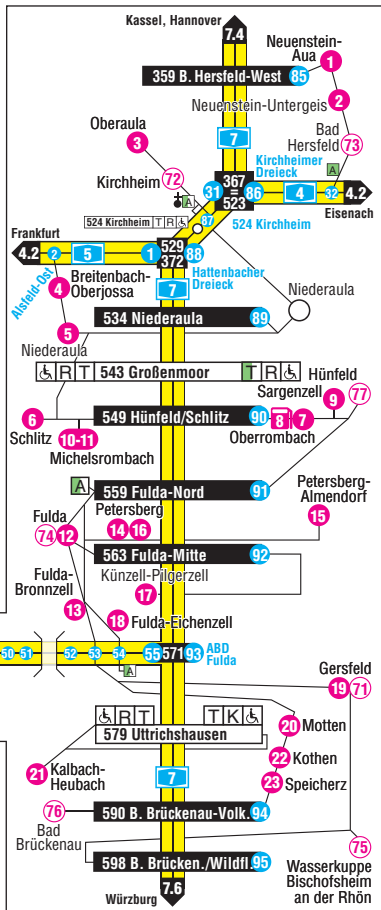 Kassel, Hannover
7.4
Neuenstein-
Aua
1
359 B. Hersfeld-West 85
Neuenstein-Untergeis
2
Oberaula
3
7
Bad
Hersfeld
73
Kirchheim 72
A
Kirchheimer
Dreieck
A
31 367 = 523 86 4 32 4.2
Eisenach
524 Kirchheim T R
87
524 Kirchheim
Frankfurt
4.2 2 5 1 529 372 88
Alsfeld-Ost
Hattenbacher
Dreieck
4 Breitenbach-
Oberjossa
7
Niederaula
534 Niederaula 89
5
Niederaula
R T 543 Großenmoor T R
Hünfeld
Sargenzell
77
9
6
Schlitz
549 Hünfeld/Schlitz 90 8 7
Oberrombach
10-11
Michelsrombach
A
559 Fulda-Nord 91
Petersberg-
Almendorf
15
Petersberg
14 16
Fulda
74 12
563 Fulda-Mitte 92
Künzell-Pilgerzell
17
Fulda-
Bronnzell
13
18 Fulda-Eichenzell
50 51 52 53 54 55 571 93 ABD
Fulda
A
Gersfeld
19 71
R T T K
579 Uttrichshausen
20 Motten
21 Kalbach-
Heubach
22 Kothen
7
23 Speicherz
76
Bad
Brückenau
590 B. Brückenau-Volk. 94
598 B. Brücken./Wildfl. 95
75
Wasserkuppe
Bischofsheim
an der Rhön
7.6
Würzburg